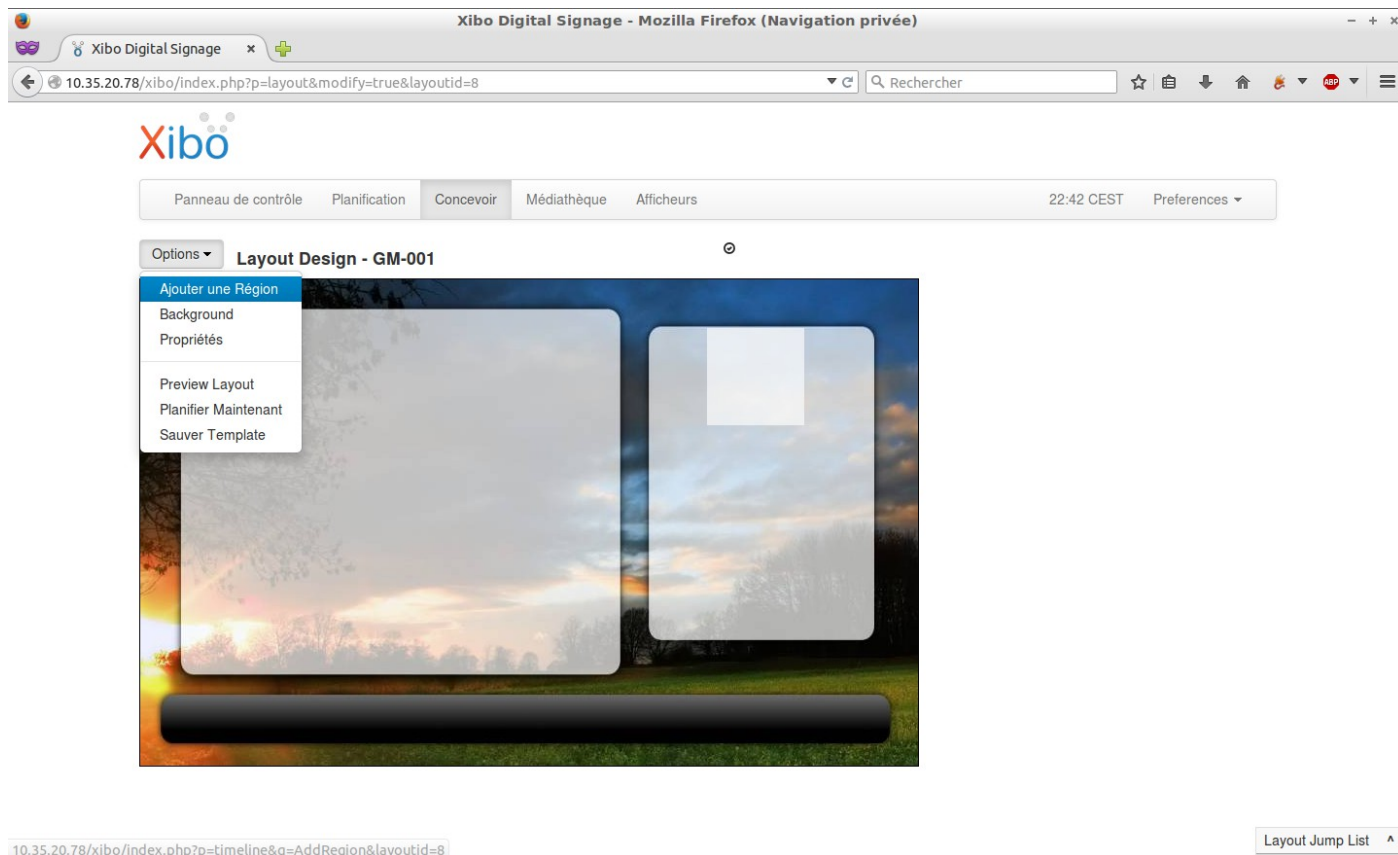 Xibo Digital Signage - Mozilla Firefox (Navigation privée)
Xibo Digital Signage
10.35.20.78/xibo/index.php?p=layout&modify=true&layoutid=8
Rechercher
ABP
Xibo
Panneau de contrôle Planification Concevoir Médiathèque Afficheurs 22:42 CEST Preferences
Options
Layout Design - GM-001
Ajouter une Région
Background
Propriétés
Preview Layout
Planifier Maintenant
Sauver Template
Layout Jump List
10.35.20.78/xibo/index.php?p=timeline&q=AddRegion&layoutid=8